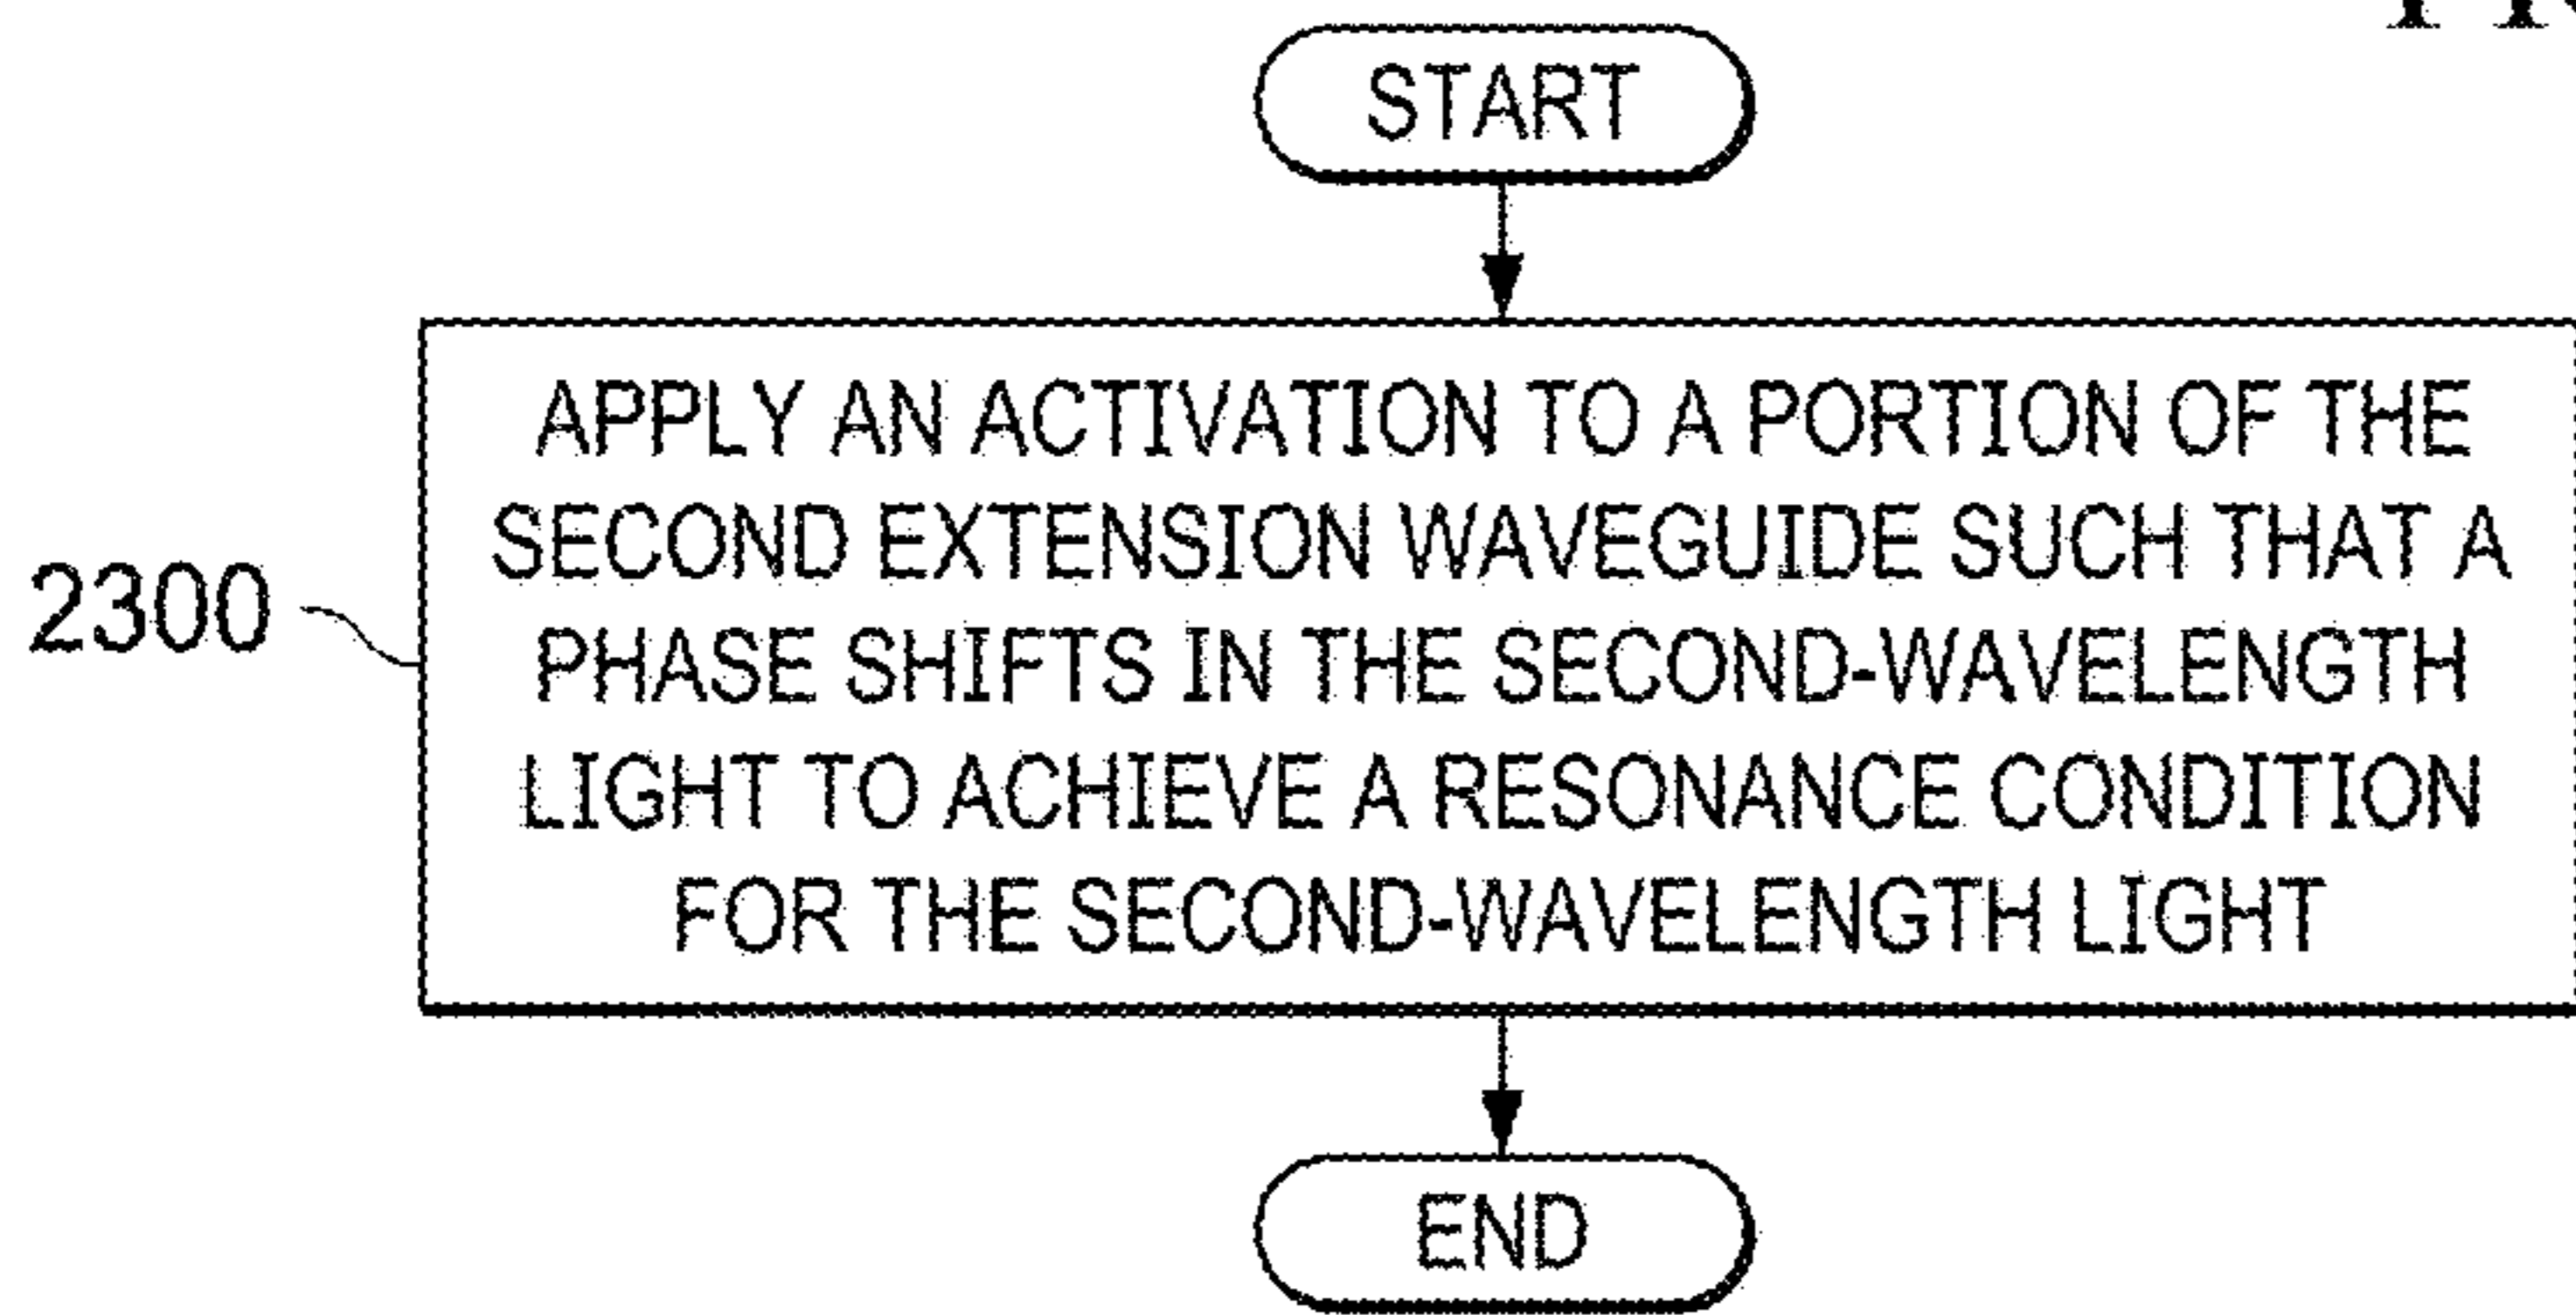 START
APPLY AN ACTIVATION TO A PORTION OF THE
SECOND EXTENSION WAVEGUIDE SUCH THAT A
PHASE SHIFTS IN THE SECOND-WAVELENGTH
LIGHT TO ACHIEVE A RESONANCE CONDITION
FOR THE SECOND-WAVELENGTH LIGHT
2300
END